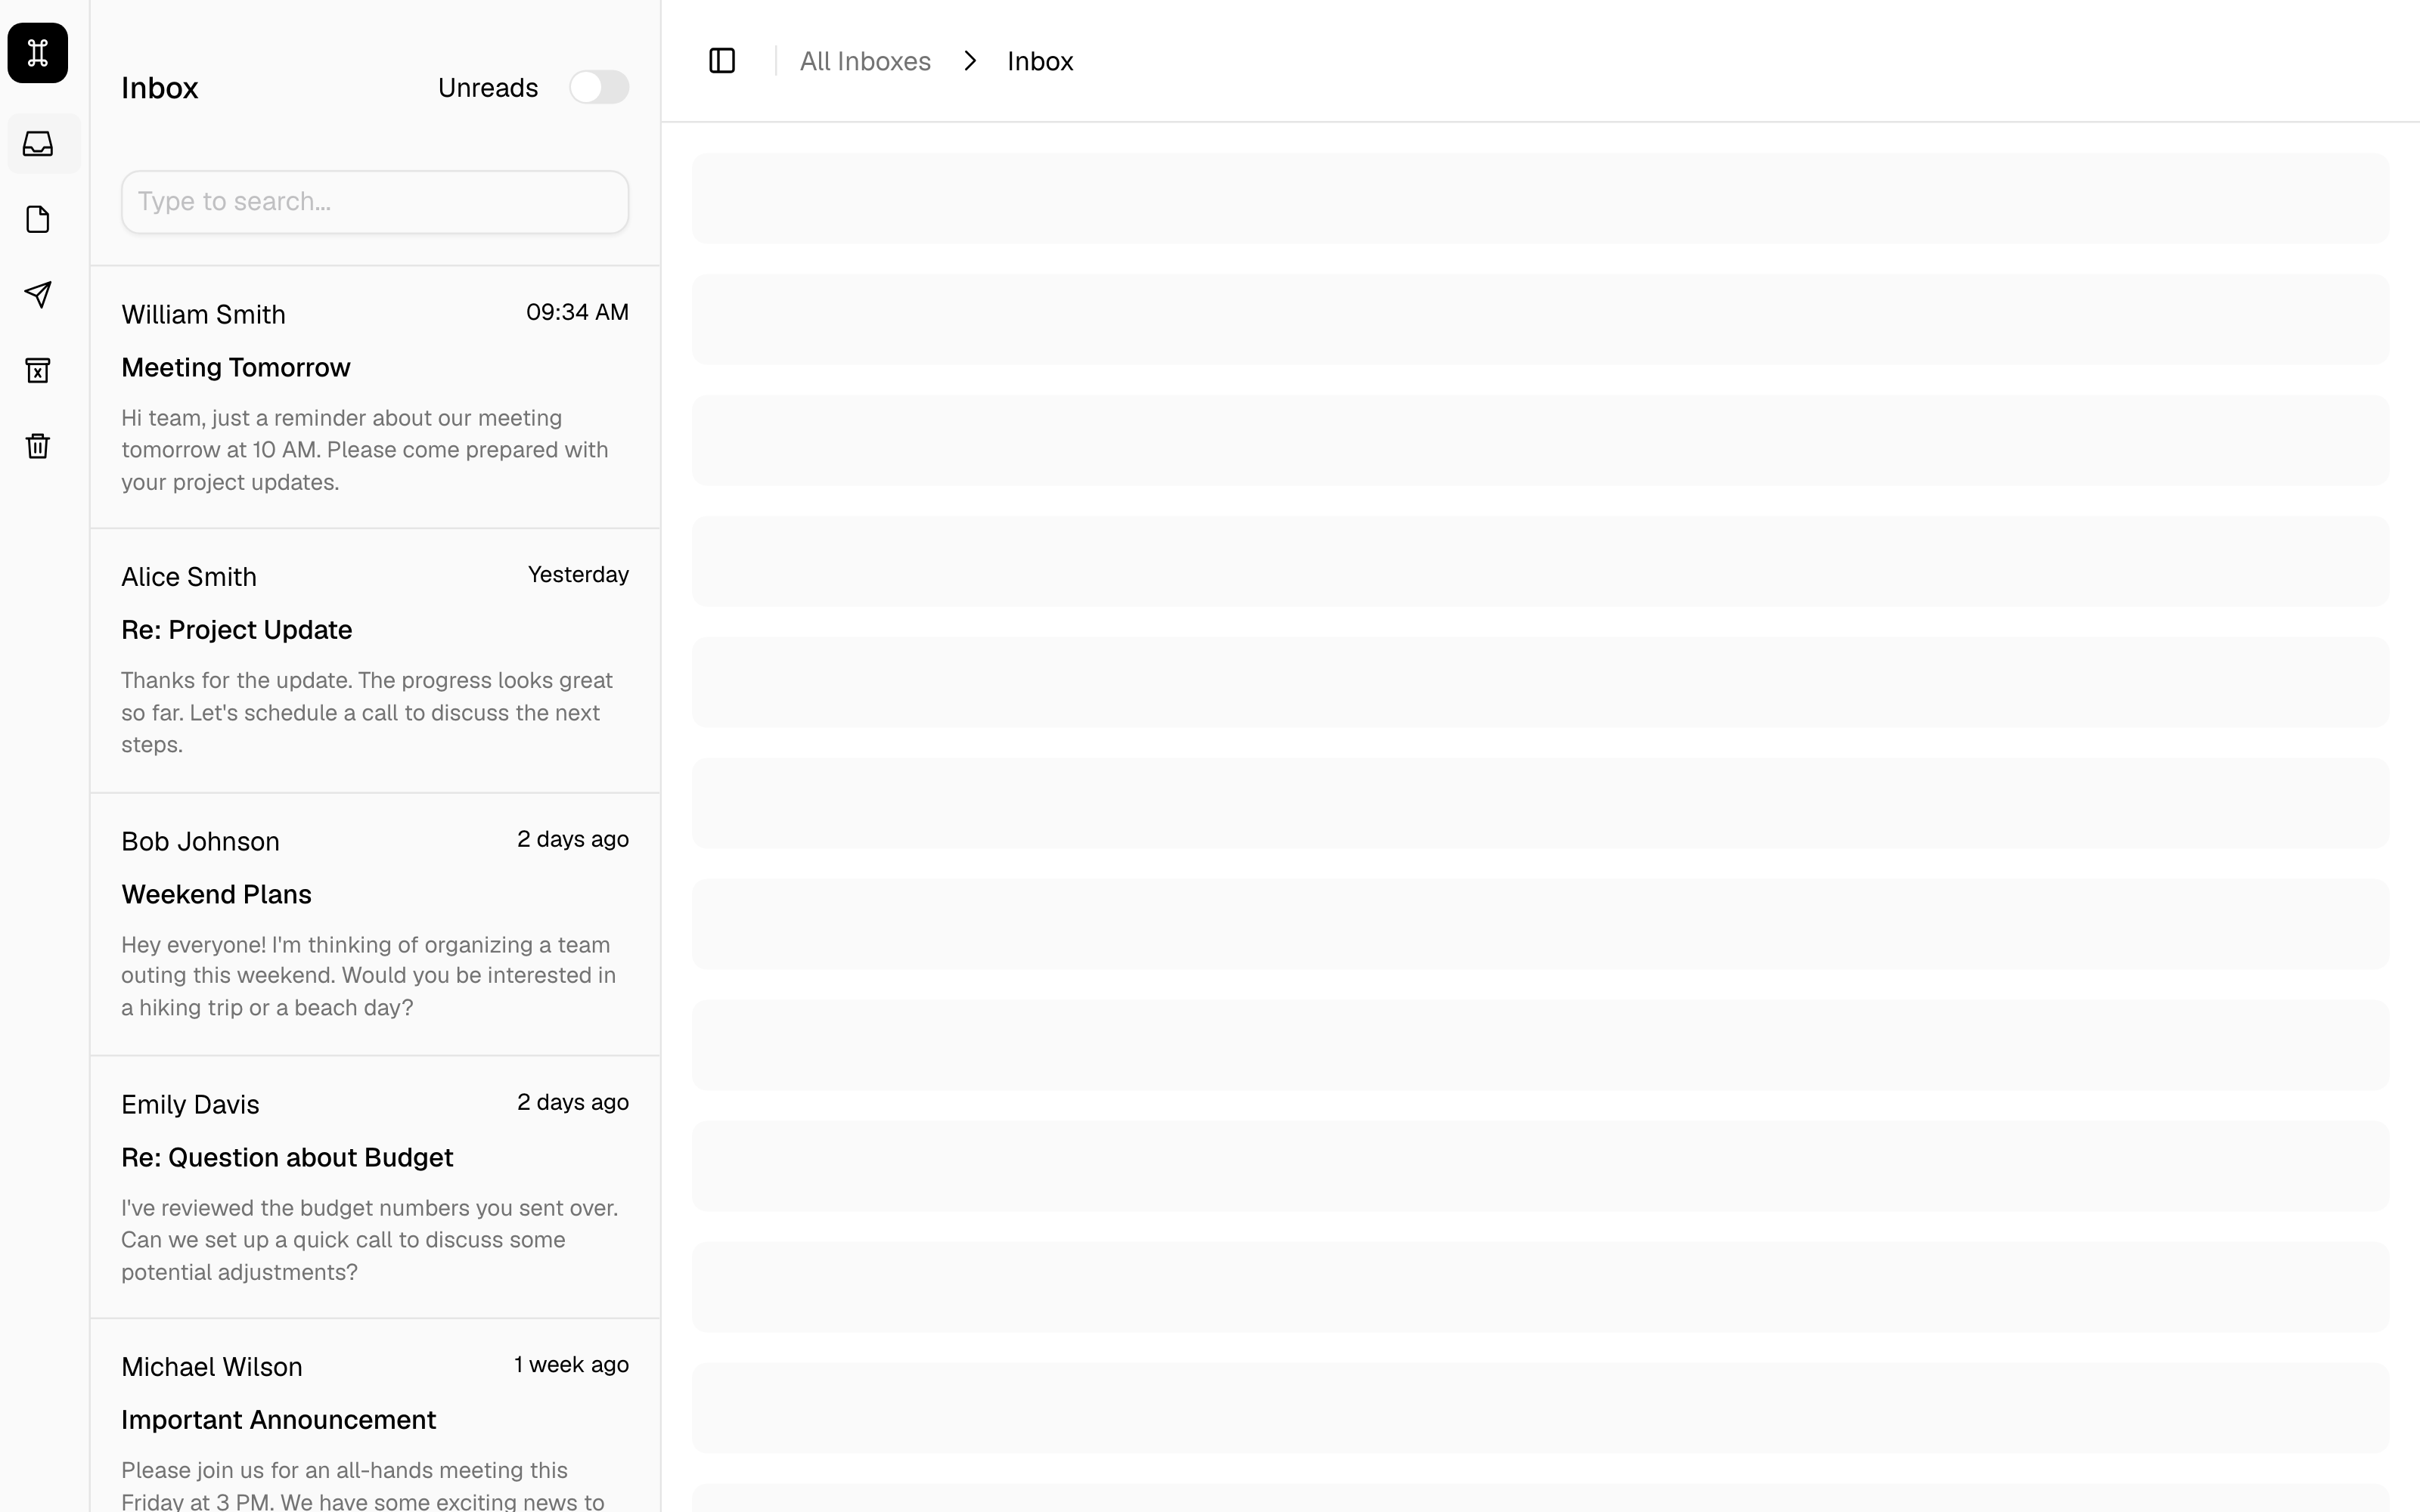 Inbox
Unreads
Type to search...
William Smith
09:34 AM
Meeting Tomorrow
Hi team, just a reminder about our meeting
tomorrow at 10 AM. Please come prepared with
your project updates.
Alice Smith
Yesterday
Re: Project Update
Thanks for the update. The progress looks great
so far. Let's schedule a call to discuss the next
steps.
Bob Johnson
2 days ago
Weekend Plans
Hey everyone! I'm thinking of organizing a team
outing this weekend. Would you be interested in
a hiking trip or a beach day?
Emily Davis
2 days ago
Re: Question about Budget
I've reviewed the budget numbers you sent over.
Can we set up a quick call to discuss some
potential adjustments?
Michael Wilson
1 week ago
Important Announcement
Please join us for an all-hands meeting this
Friday at 3 PM. We have some exciting news to
All Inboxes
Inbox